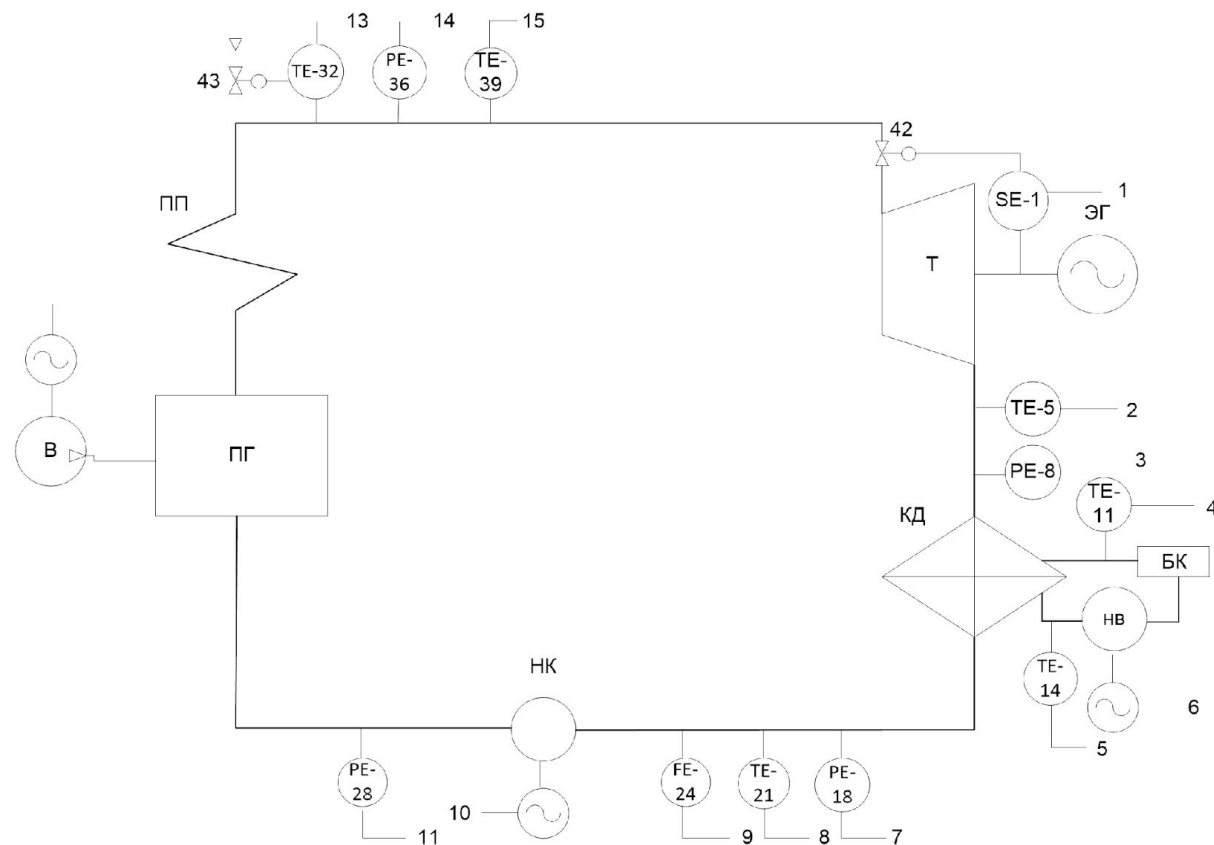 13
14
15
43
TE-32
PE-
36
TE-
39
42
ПП
SE-1
1
ЭГ
Т
В
ПГ
TE-5
2
PE-8
3
TE-
11
4
КД
БК
НВ
НК
TE-
14
6
5
PE-
28
10
FE-
24
TE-
21
PE-
18
11
9
8
7